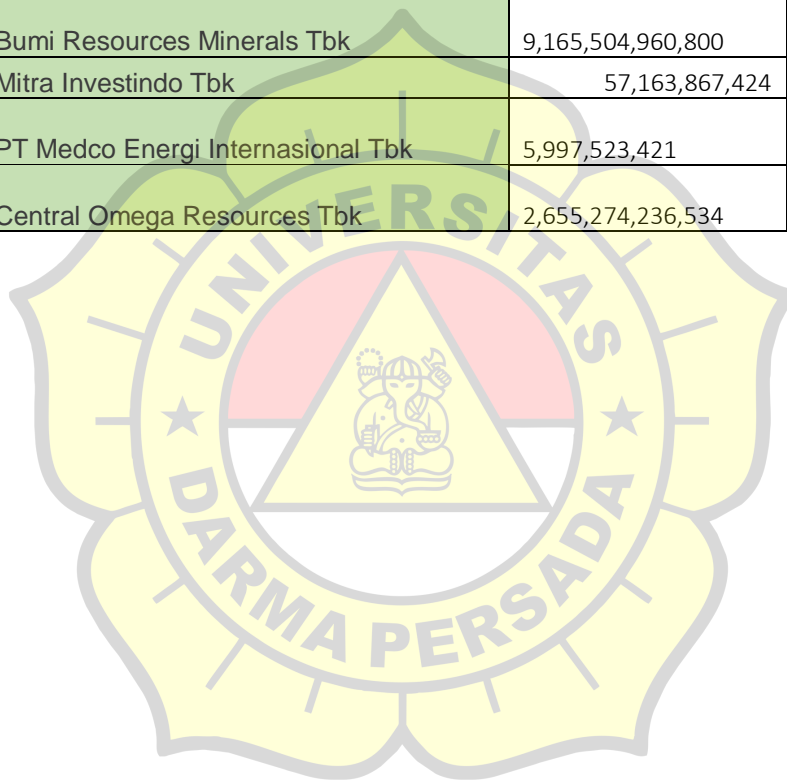 Bumi Resources Minerals Tbk 9,165,504,960,800
Mitra Investindo Tbk 57,163,867,424
PT Medco Energi Internasional Tbk 5,997,523,421
Central Omega Resources Tbk 2,655,274,236,534
UNIVERSITAS
DARMA PERSADA